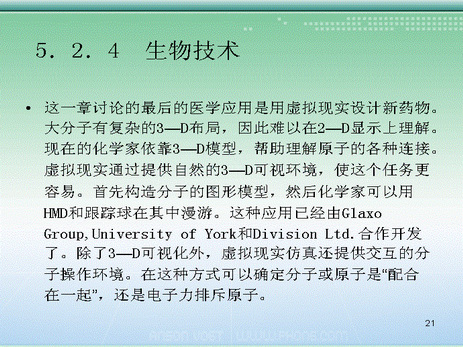 5．2．4　生物技术
• 这一章讨论的最后的医学应用是用虚拟现实设计新药物。
大分子有复杂的3—D布局，因此难以在2—D显示上理解。
现在的化学家依靠3—D模型，帮助理解原子的各种连接。
虚拟现实通过提供自然的3—D可视环境，使这个任务更
容易。首先构造分子的图形模型，然后化学家可以用
HMD和跟踪球在其中漫游。这种应用已经由Glaxo
Group,University of York和Division Ltd.合作开发
了。除了3—D可视化外，虚拟现实仿真还提供交互的分
子操作环境。在这种方式可以确定分子或原子是“配合
在一起”，还是电子力排斥原子。
21